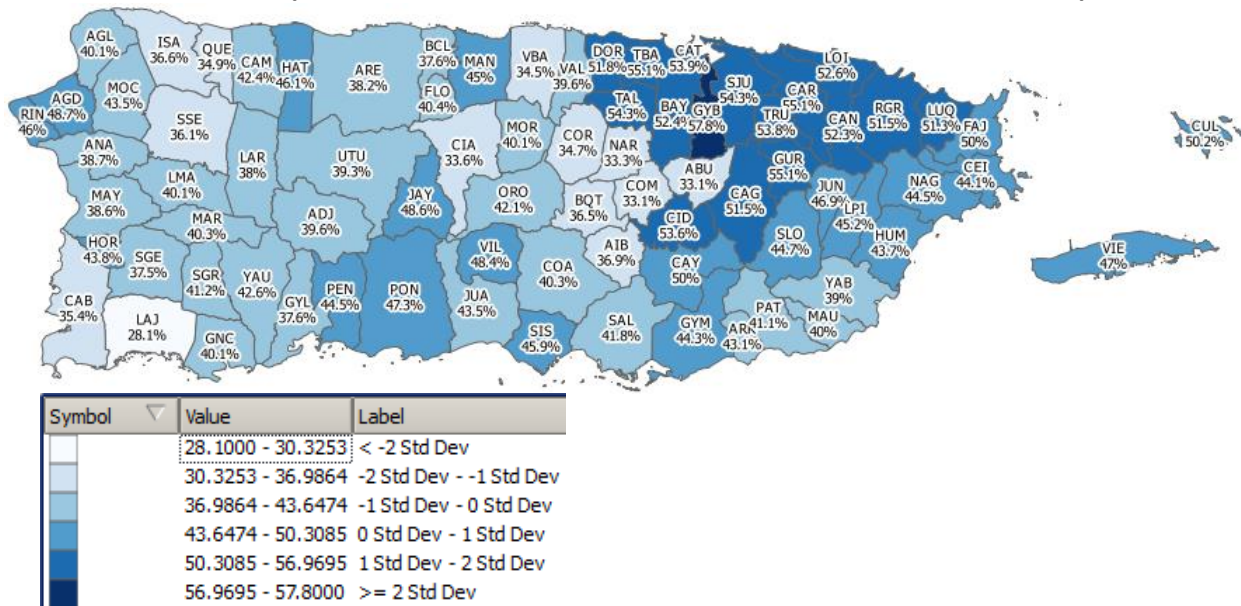 AGL
40.1%
ISA
36.6%
QUE
34.9%
CAM
42.4%
HAT
46.1%
ARE
38.2%
BCL
37.6%
MAN
45%
VBA
34.5%
VAL
39.6%
DOR
51.8%
TBA
55.1%
CAT
53.9%
SJU
54.3%
LOI
52.6%
CAR
55.1%
RGR
51.5%
LUQ
51.3%
FAJ
50%
CUL
50.2%
RIN
46%
AGD
48.7%
MOC
43.5%
FLO
40.4%
TAL
54.3%
BAY
52.4%
GYB
57.8%
TRU
53.8%
CAN
52.3%
SSE
36.1%
ANA
38.7%
LAR
38%
UTU
39.3%
CIA
33.6%
MOR
40.1%
COR
34.7%
NAR
33.3%
ABU
33.1%
GUR
55.1%
CEI
44.1%
NAG
44.5%
LMA
40.1%
MAY
38.6%
JAY
48.6%
ORO
42.1%
BQT
36.5%
COM
33.1%
CAG
51.5%
JUN
46.9%
LPI
45.2%
MAR
40.3%
ADJ
39.6%
CID
53.6%
SLO
44.7%
HUM
43.7%
HOR
43.8%
SGE
37.5%
VIL
48.4%
AIB
36.9%
CAY
50%
VIE
47%
SGR
41.2%
YAU
42.6%
COA
40.3%
CAB
35.4%
GYL
37.6%
PEN
44.5%
PON
47.3%
JUA
43.5%
YAB
39%
LAJ
28.1%
GNC
40.1%
SIS
45.9%
SAL
41.8%
GYM
44.3%
ARN
43.1%
PAT
41.1%
MAU
40%
Symbol Value Label
28.1000 - 30.3253 < -2 Std Dev
30.3253 - 36.9864 -2 Std Dev - -1 Std Dev
36.9864 - 43.6474 -1 Std Dev - 0 Std Dev
43.6474 - 50.3085 0 Std Dev - 1 Std Dev
50.3085 - 56.9695 1 Std Dev - 2 Std Dev
56.9695 - 57.8000 >= 2 Std Dev